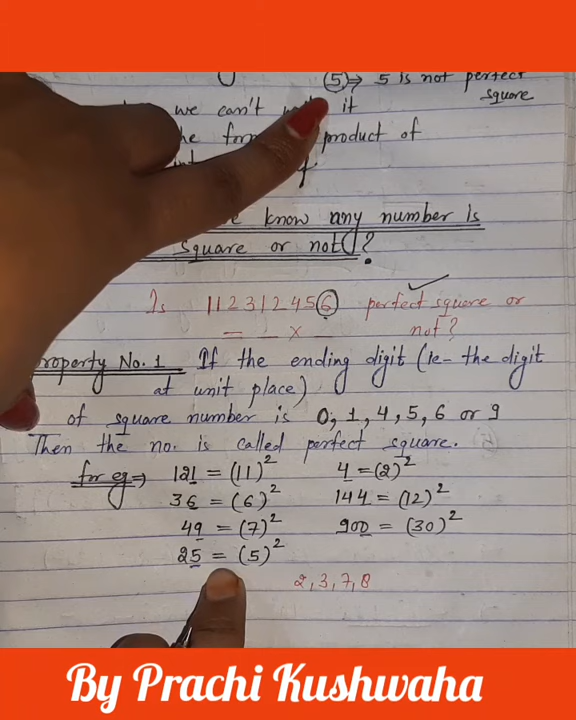 (5)⇒ 5 is not perfect
square
we can't it
product of
know any number is
square or not?
Is 112312456 perfect square or
not?
Property No. 1 If the ending digit (ie- the digit
at unit place)
of square number is 0, 1, 4, 5, 6 or 9
Then the no. is called perfect square.
for eg ⇒ 121 = (11)² 4 = (2)²
36 = (6)² 144 = (12)²
49 = (7)² 900 = (30)²
25 = (5)²
2, 3, 7, 8
By Prachi Kushwaha